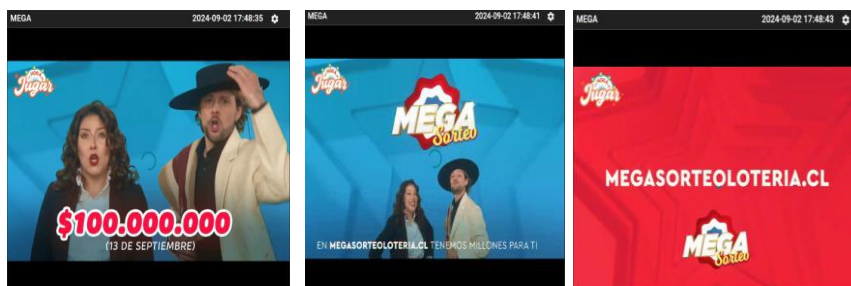 MEGA 2024-09-02 17:48:35
Jugar
$100.000.000
(13 DE SEPTIEMBRE)
MEGA 2024-09-02 17:48:41
Jugar
MEGA
Sorteo
EN MEGASORTEOLOTERIA.CL TENEMOS MILLONES PARA TI
MEGA 2024-09-02 17:48:43
Jugar
MEGASORTEOLOTERIA.CL
MEGA
Sorteo